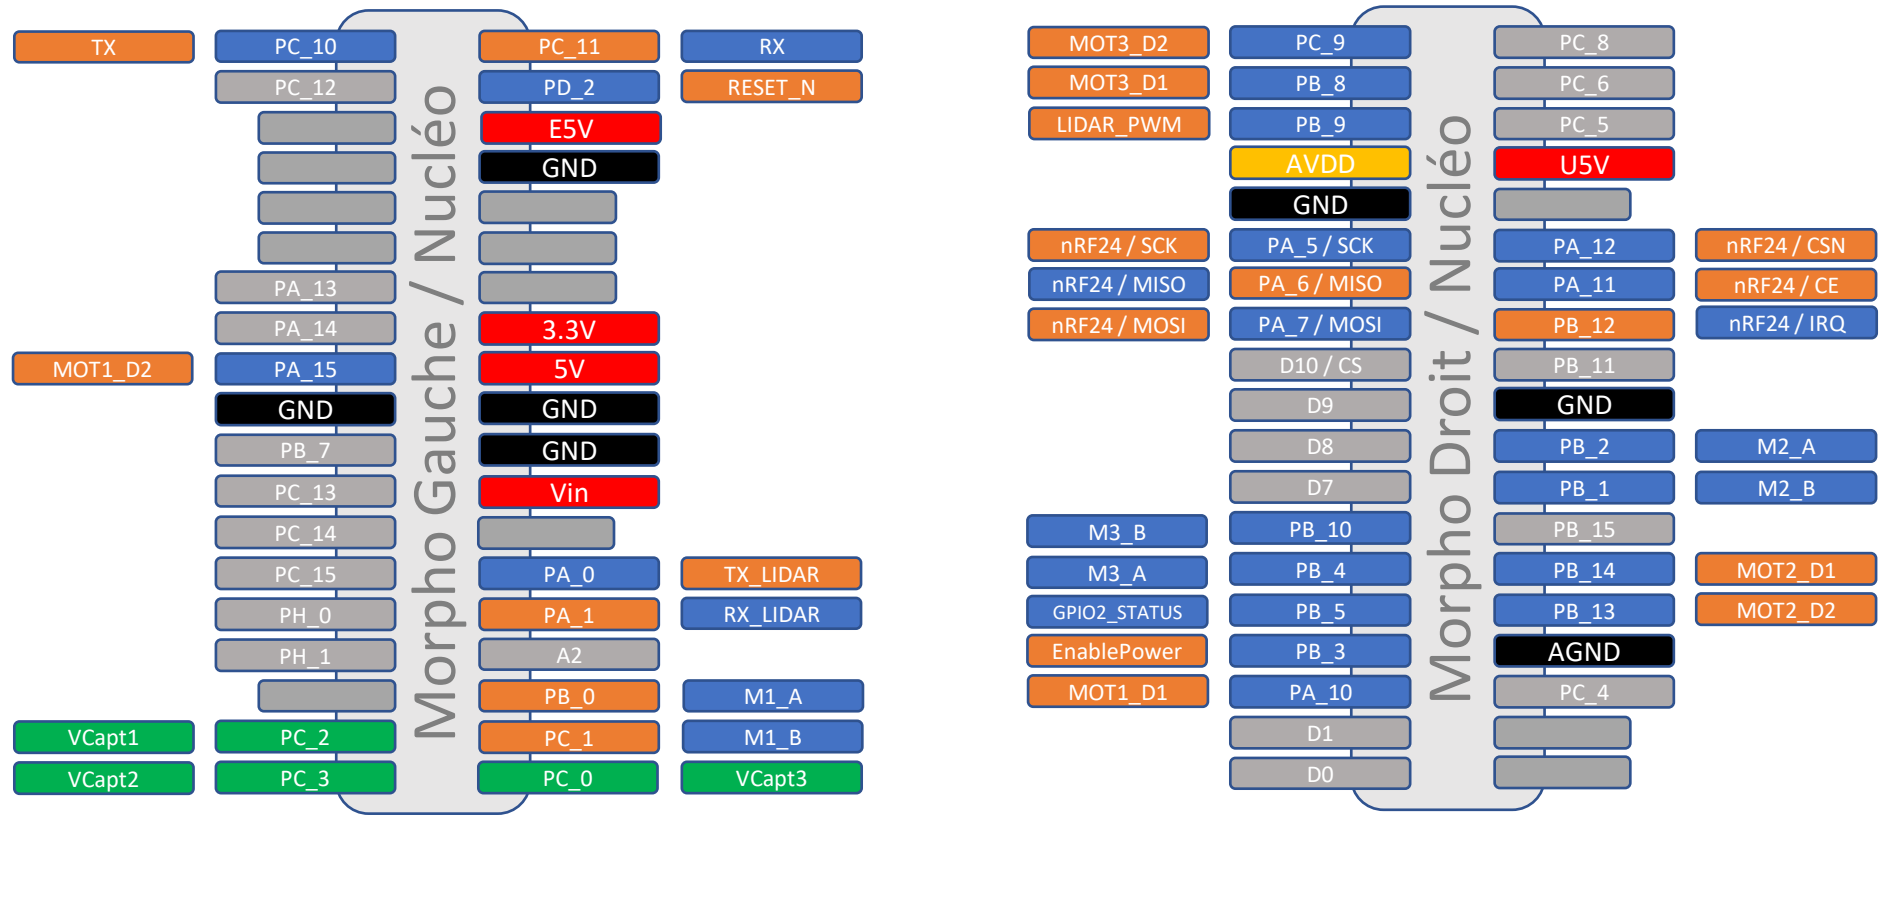 TX PC_10 PC_11 RX
PC_12 PD_2 RESET_N
E5V
GND
PA_13
PA_14 3.3V
MOT1_D2 PA_15 5V
GND GND
PB_7 GND
PC_13 Vin
PC_14
PC_15 PA_0 TX_LIDAR
PH_0 PA_1 RX_LIDAR
PH_1 A2
PB_0 M1_A
VCapt1 PC_2 PC_1 M1_B
VCapt2 PC_3 PC_0 VCapt3
Morpho Gauche / Nucléo
MOT3_D2 PC_9 PC_8
MOT3_D1 PB_8 PC_6
LIDAR_PWM PB_9 PC_5
AVDD U5V
GND
nRF24 / SCK PA_5 / SCK PA_12 nRF24 / CSN
nRF24 / MISO PA_6 / MISO PA_11 nRF24 / CE
nRF24 / MOSI PA_7 / MOSI PB_12 nRF24 / IRQ
D10 / CS PB_11
D9 GND
D8 PB_2 M2_A
D7 PB_1 M2_B
M3_B PB_10 PB_15
M3_A PB_4 PB_14 MOT2_D1
GPIO2_STATUS PB_5 PB_13 MOT2_D2
EnablePower PB_3 AGND
MOT1_D1 PA_10 PC_4
D1
D0
Morpho Droit / Nucléo